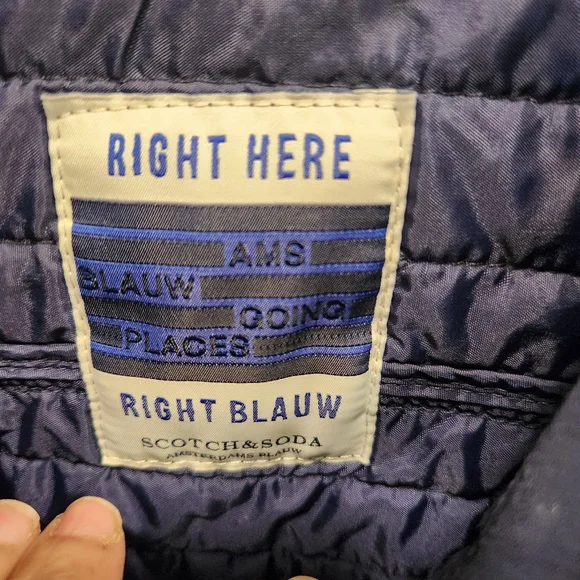 RIGHT HERE
AMS
BLAUW
GOING
PLACES
RIGHT BLAUW
SCOTCH&SODA
AMSTERDAMS BLAUW